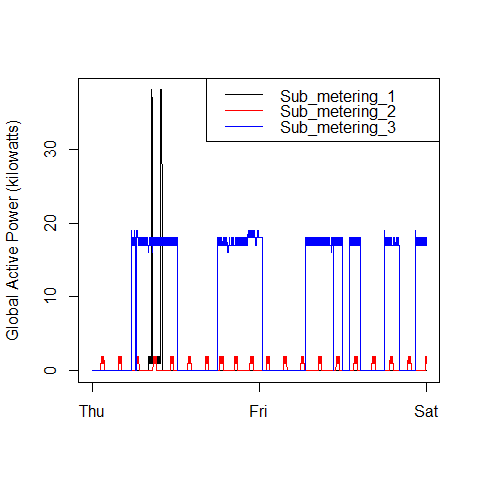 Sub_metering_1
Sub_metering_2
Sub_metering_3
Global Active Power (kilowatts)
30
20
10
0
Thu Fri Sat